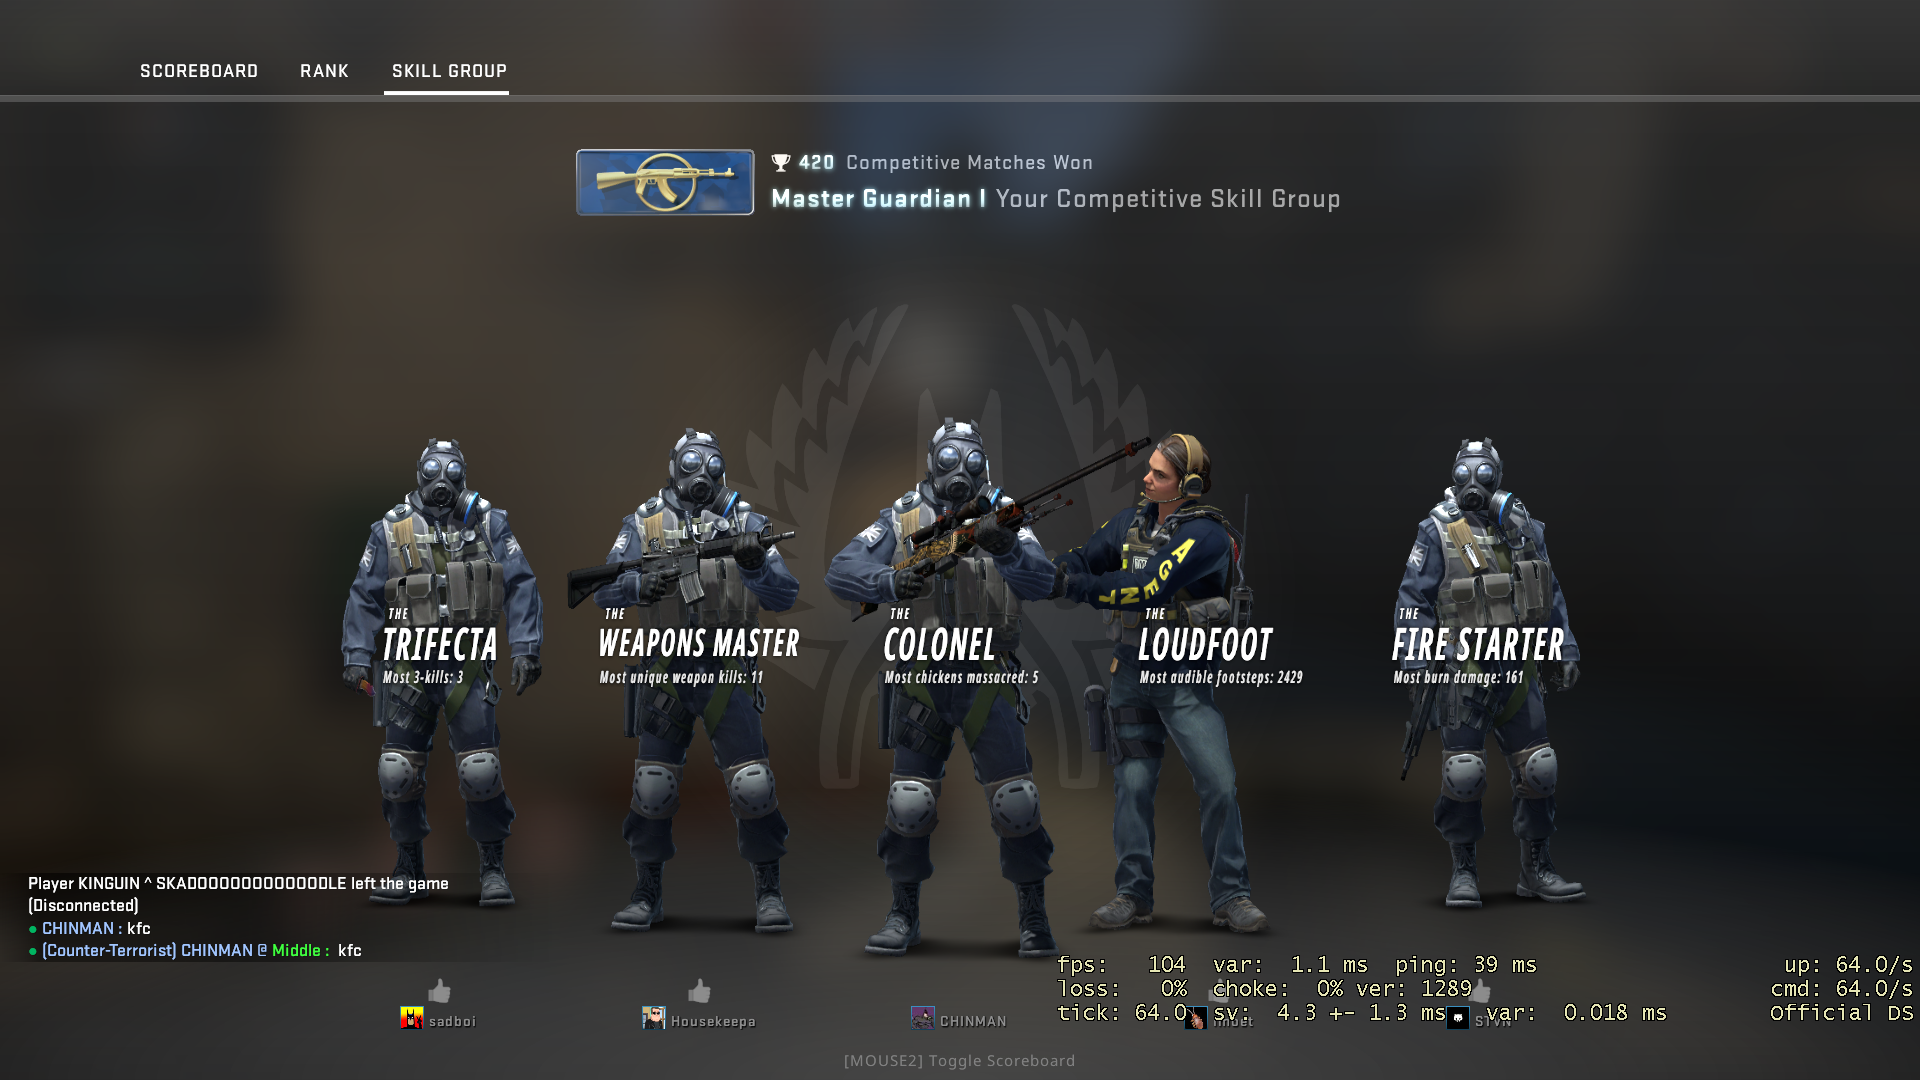 SCOREBOARD RANK SKILL GROUP
420 Competitive Matches Won
Master Guardian I Your Competitive Skill Group
THE TRIFECTA
Most 3-kills: 3
THE WEAPONS MASTER
Most unique weapon kills: 11
THE COLONEL
Most chickens massacred: 5
THE LOUDFOOT
Most audible footsteps: 2429
THE FIRE STARTER
Most burn damage: 161
AGENT
Player KINGUIN ^ SKADOOOOOOOOOOODLE left the game
(Disconnected)
CHINMAN : kfc
(Counter-Terrorist) CHINMAN @ Middle : kfc
fps: 104 var: 1.1 ms ping: 39 ms up: 64.0/s
loss: 0% choke: 0% ver: 1289 cmd: 64.0/s
tick: 64.0 sv: 4.3 +- 1.3 ms var: 0.018 ms Official DS
sadboi Housekeepa CHINMAN
[MOUSE2] Toggle Scoreboard